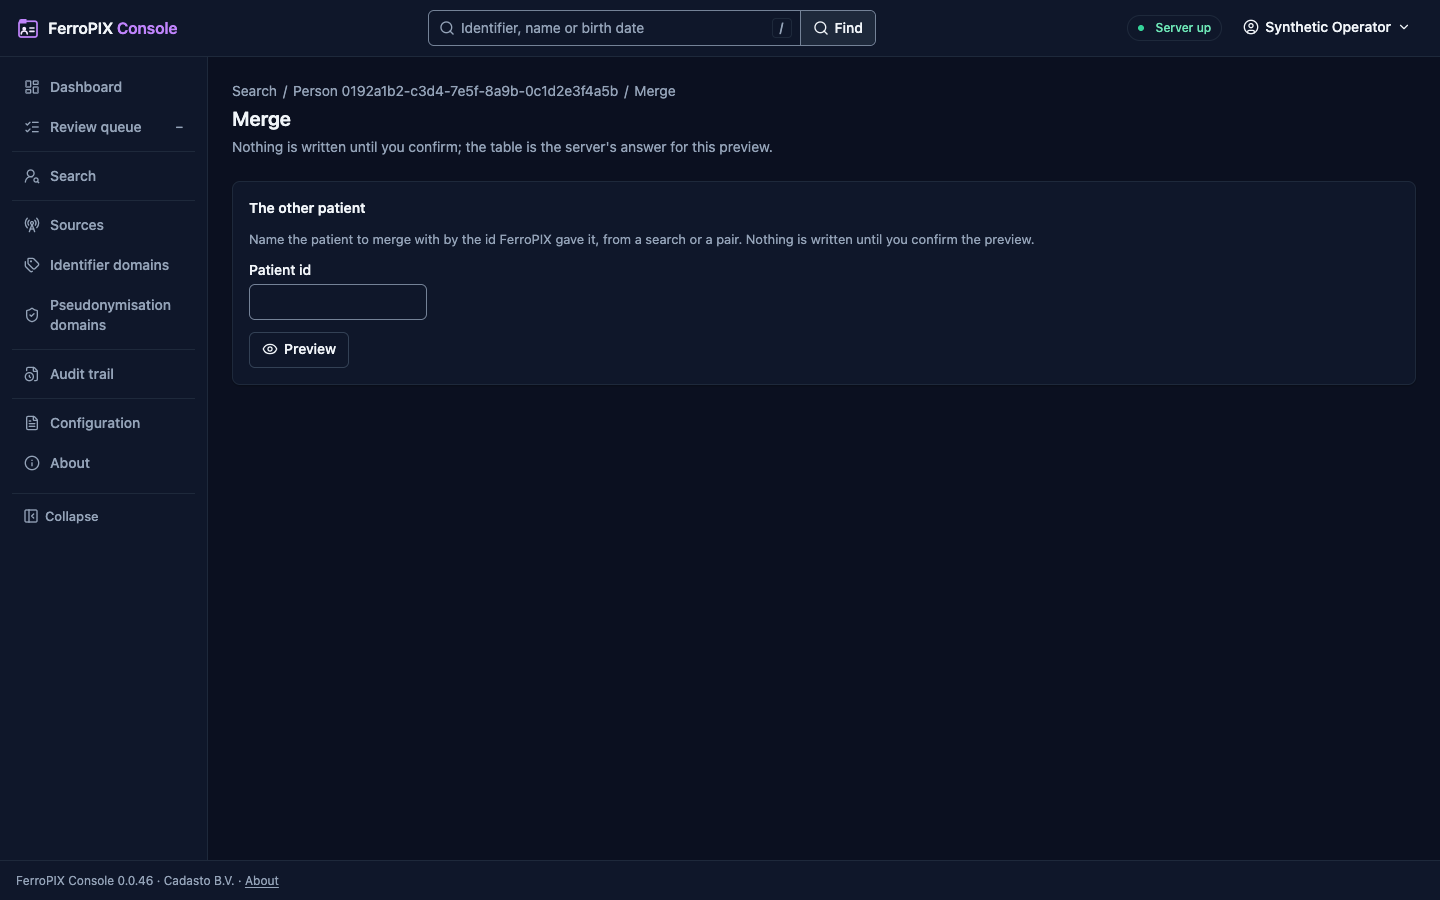 FerroPIX Console
Identifier, name or birth date
/
Find
Server up
Synthetic Operator
Dashboard
Review queue –
Search
Sources
Identifier domains
Pseudonymisation
domains
Audit trail
Configuration
About
Collapse
Search / Person 0192a1b2-c3d4-7e5f-8a9b-0c1d2e3f4a5b / Merge
Merge
Nothing is written until you confirm; the table is the server's answer for this preview.
The other patient
Name the patient to merge with by the id FerroPIX gave it, from a search or a pair. Nothing is written until you confirm the preview.
Patient id
Preview
FerroPIX Console 0.0.46 · Cadasto B.V. · About